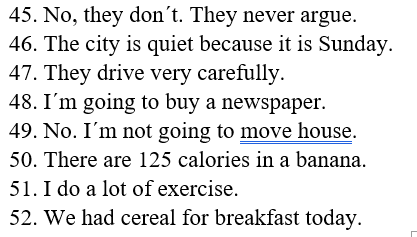 45. No, they don´t. They never argue.
46. The city is quiet because it is Sunday.
47. They drive very carefully.
48. I´m going to buy a newspaper.
49. No. I´m not going to move house.
50. There are 125 calories in a banana.
51. I do a lot of exercise.
52. We had cereal for breakfast today.